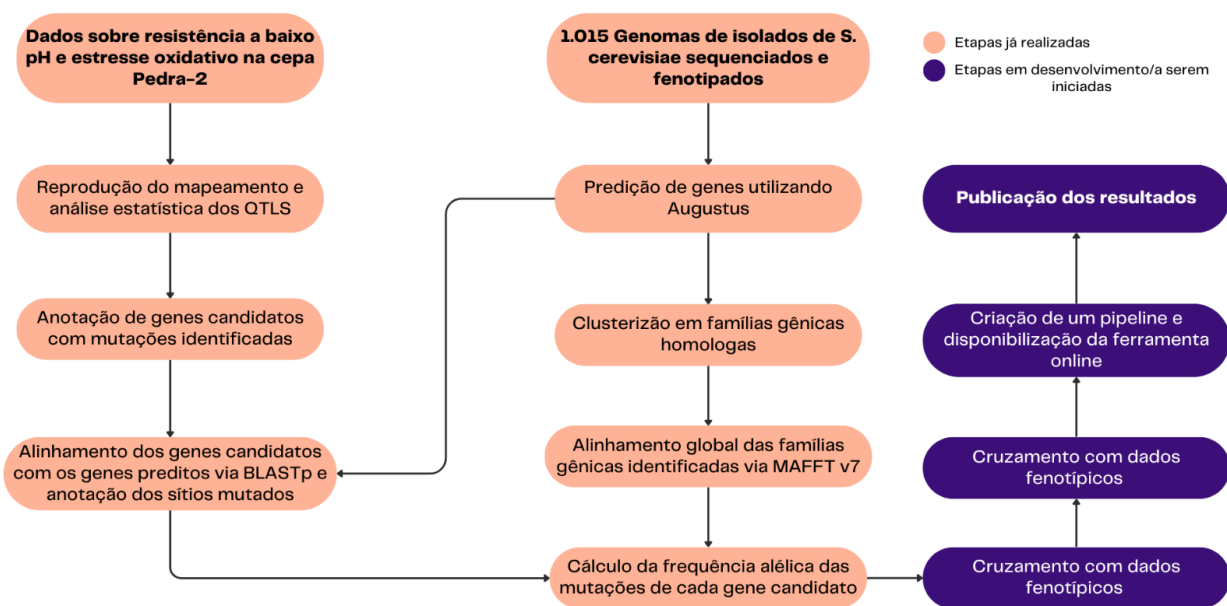 Dados sobre resistência a baixo
pH e estresse oxidativo na cepa
Pedra-2
Reprodução do mapeamento e
análise estatística dos QTLS
Anotação de genes candidatos
com mutações identificadas
Alinhamento dos genes candidatos
com os genes preditos via BLASTp e
anotação dos sítios mutados
1.015 Genomas de isolados de S.
cerevisiae sequenciados e
fenotipados
Predição de genes utilizando
Augustus
Clusterizão em famílias gênicas
homologas
Alinhamento global das famílias
gênicas identificadas via MAFFT v7
Cálculo da frequência alélica das
mutações de cada gene candidato
Etapas já realizadas
Etapas em desenvolvimento/a serem
iniciadas
Publicação dos resultados
Criação de um pipeline e
disponibilização da ferramenta
online
Cruzamento com dados
fenotípicos
Cruzamento com dados
fenotípicos